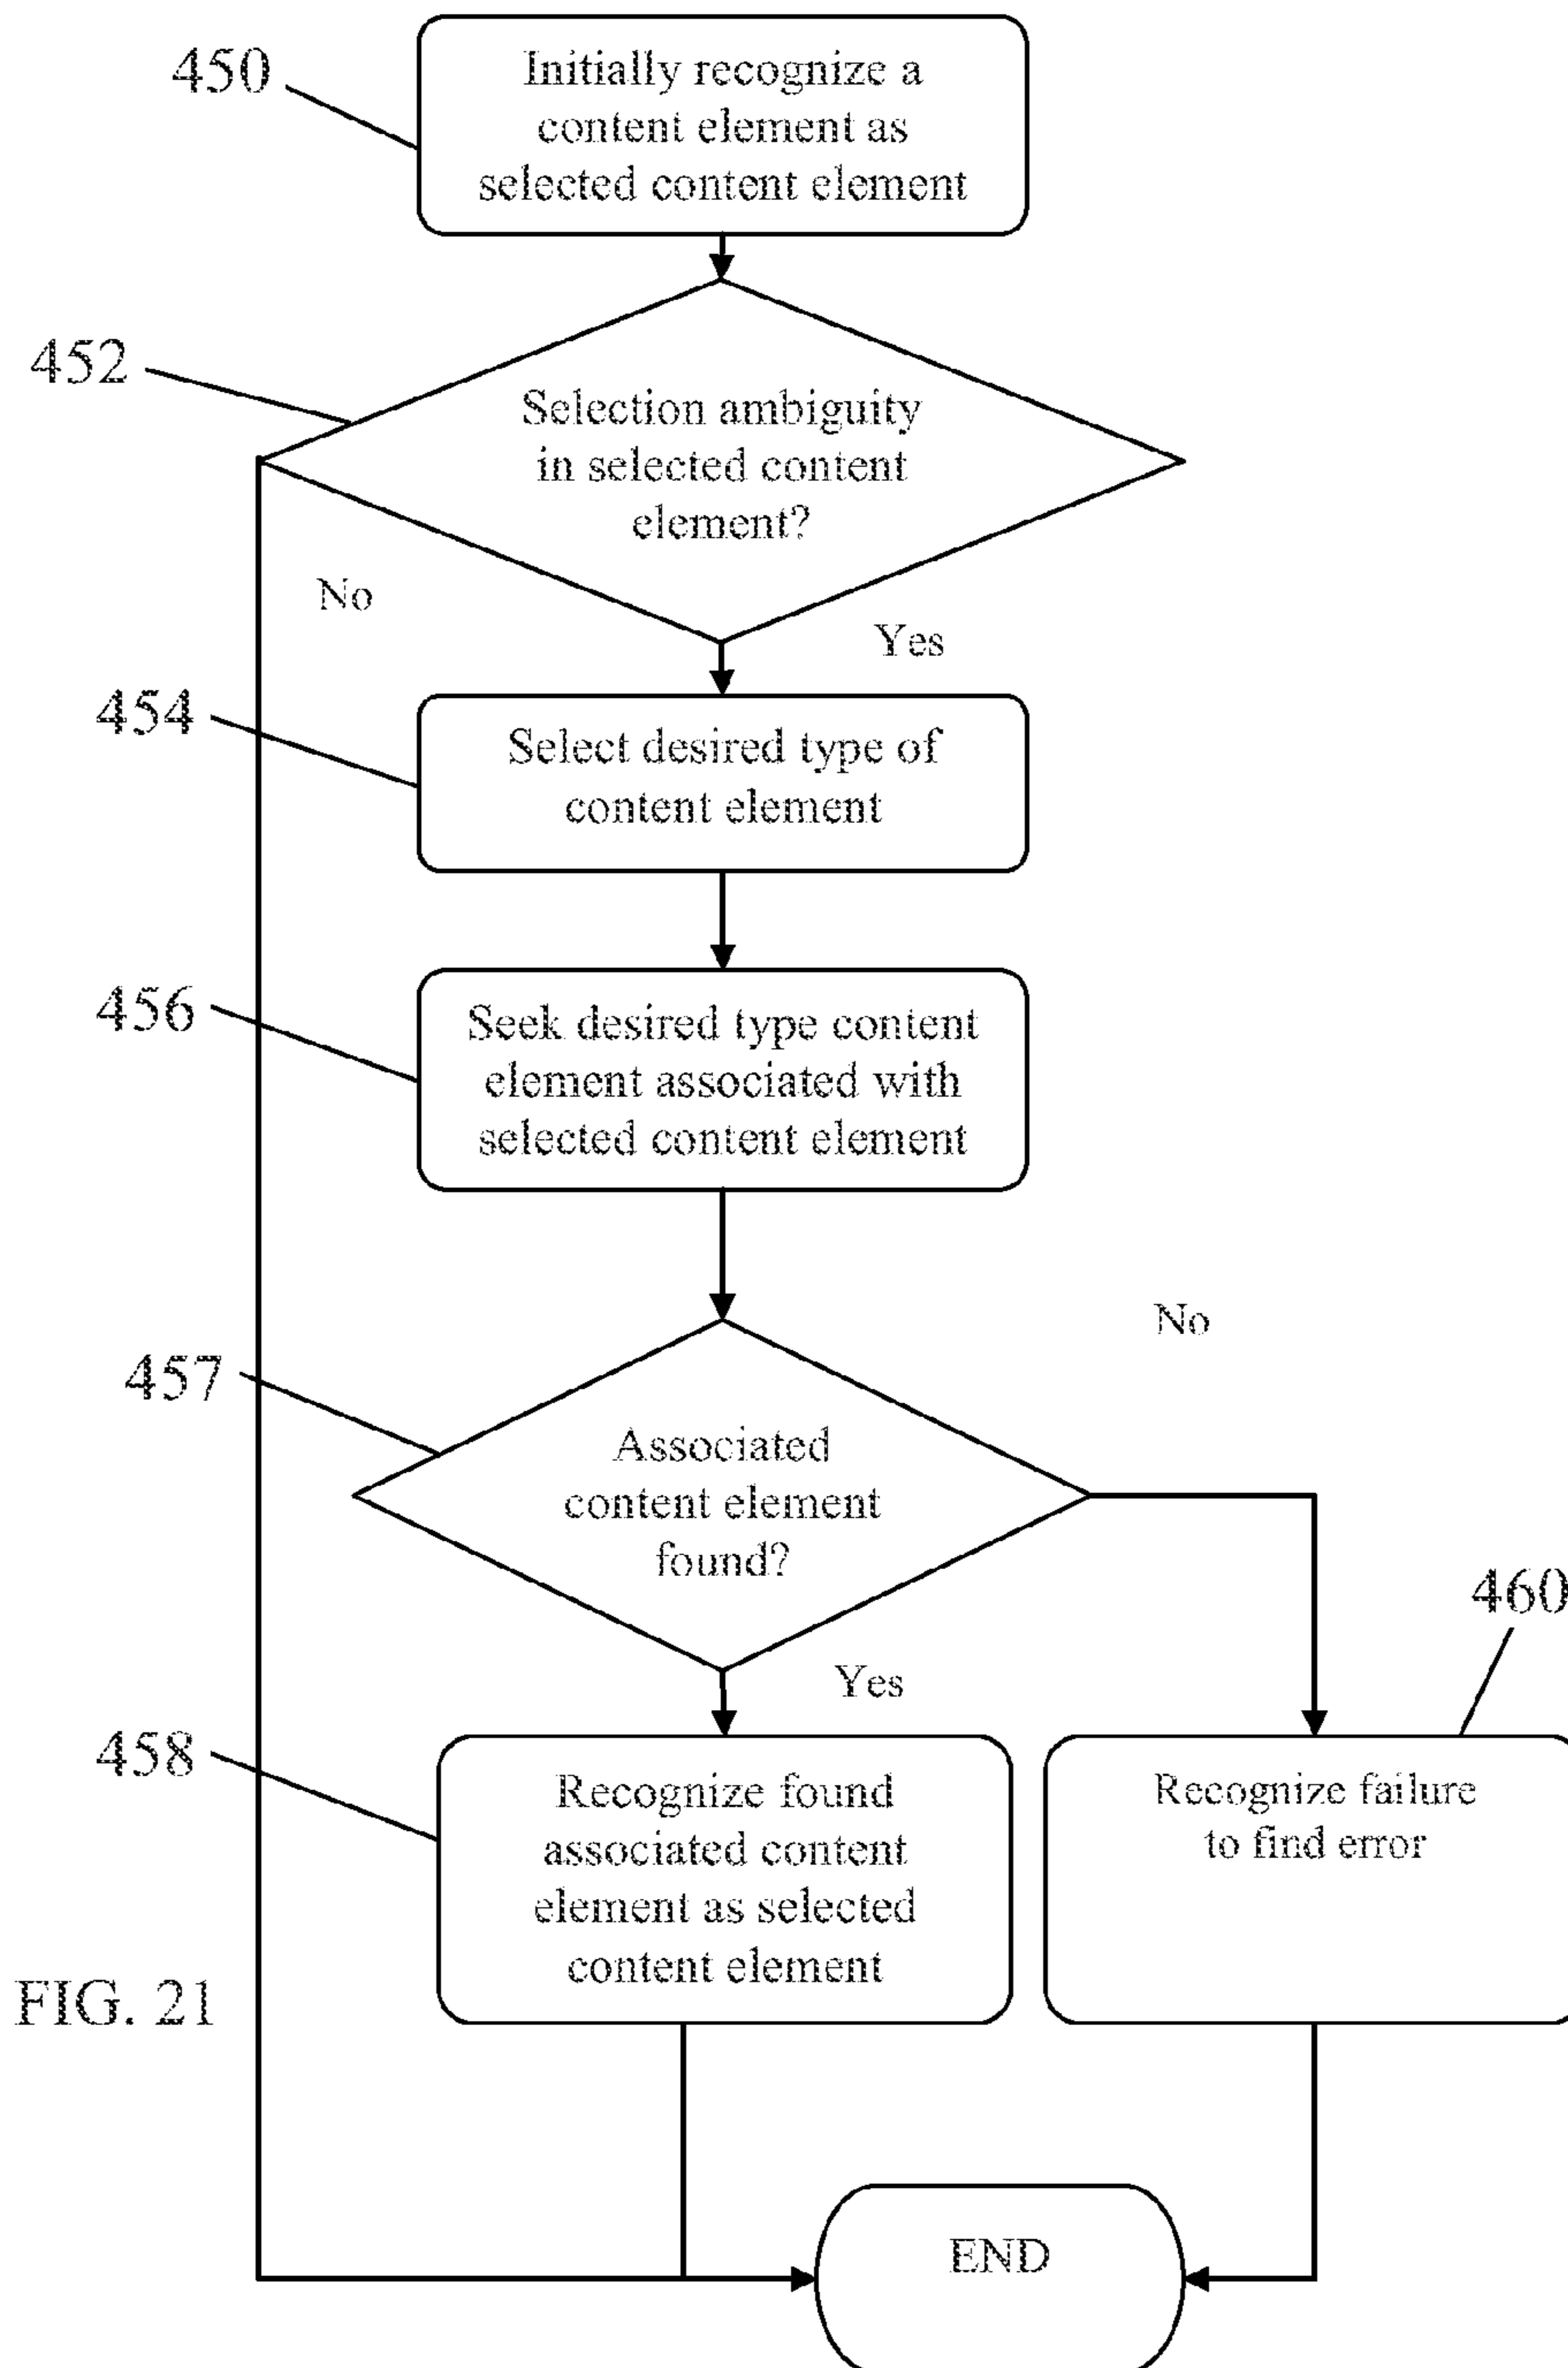 450
Initially recognize a
content element as
selected content element
452
Selection ambiguity
in selected content
element?
No
Yes
454
Select desired type of
content element
456
Seek desired type content
element associated with
selected content element
No
457
Associated
content element
found?
460
Yes
458
Recognize found
associated content
element as selected
content element
Recognize failure
to find error
FIG. 21
END